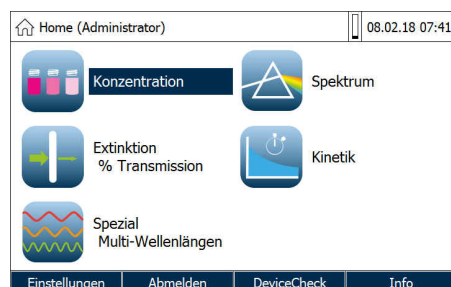 Home (Administrator)
08.02.18 07:41
Konzentration
Spektrum
Extinktion
% Transmission
Kinetik
Spezial
Multi-Wellenlängen
Einstellungen
Abmelden
DeviceCheck
Info